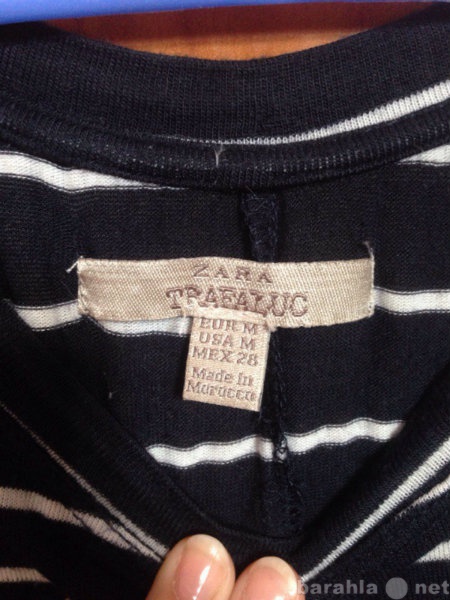 ZARA
TRAFALUC
EUR M
USA M
MEX 28
Made in
Morocco
barahla.net